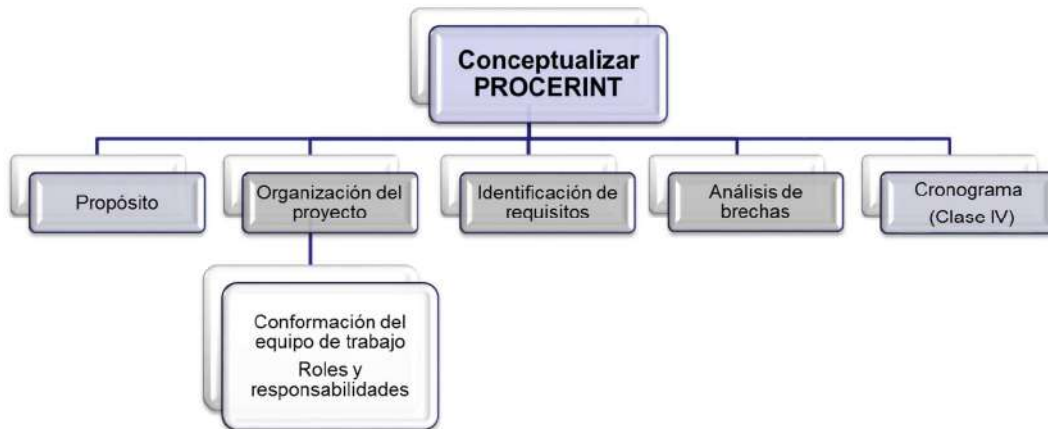 Conceptualizar
PROCERINT
Propósito
Organización del
proyecto
Identificación de
requisitos
Análisis de
brechas
Cronograma
(Clase IV)
Conformación del
equipo de trabajo
Roles y
responsabilidades